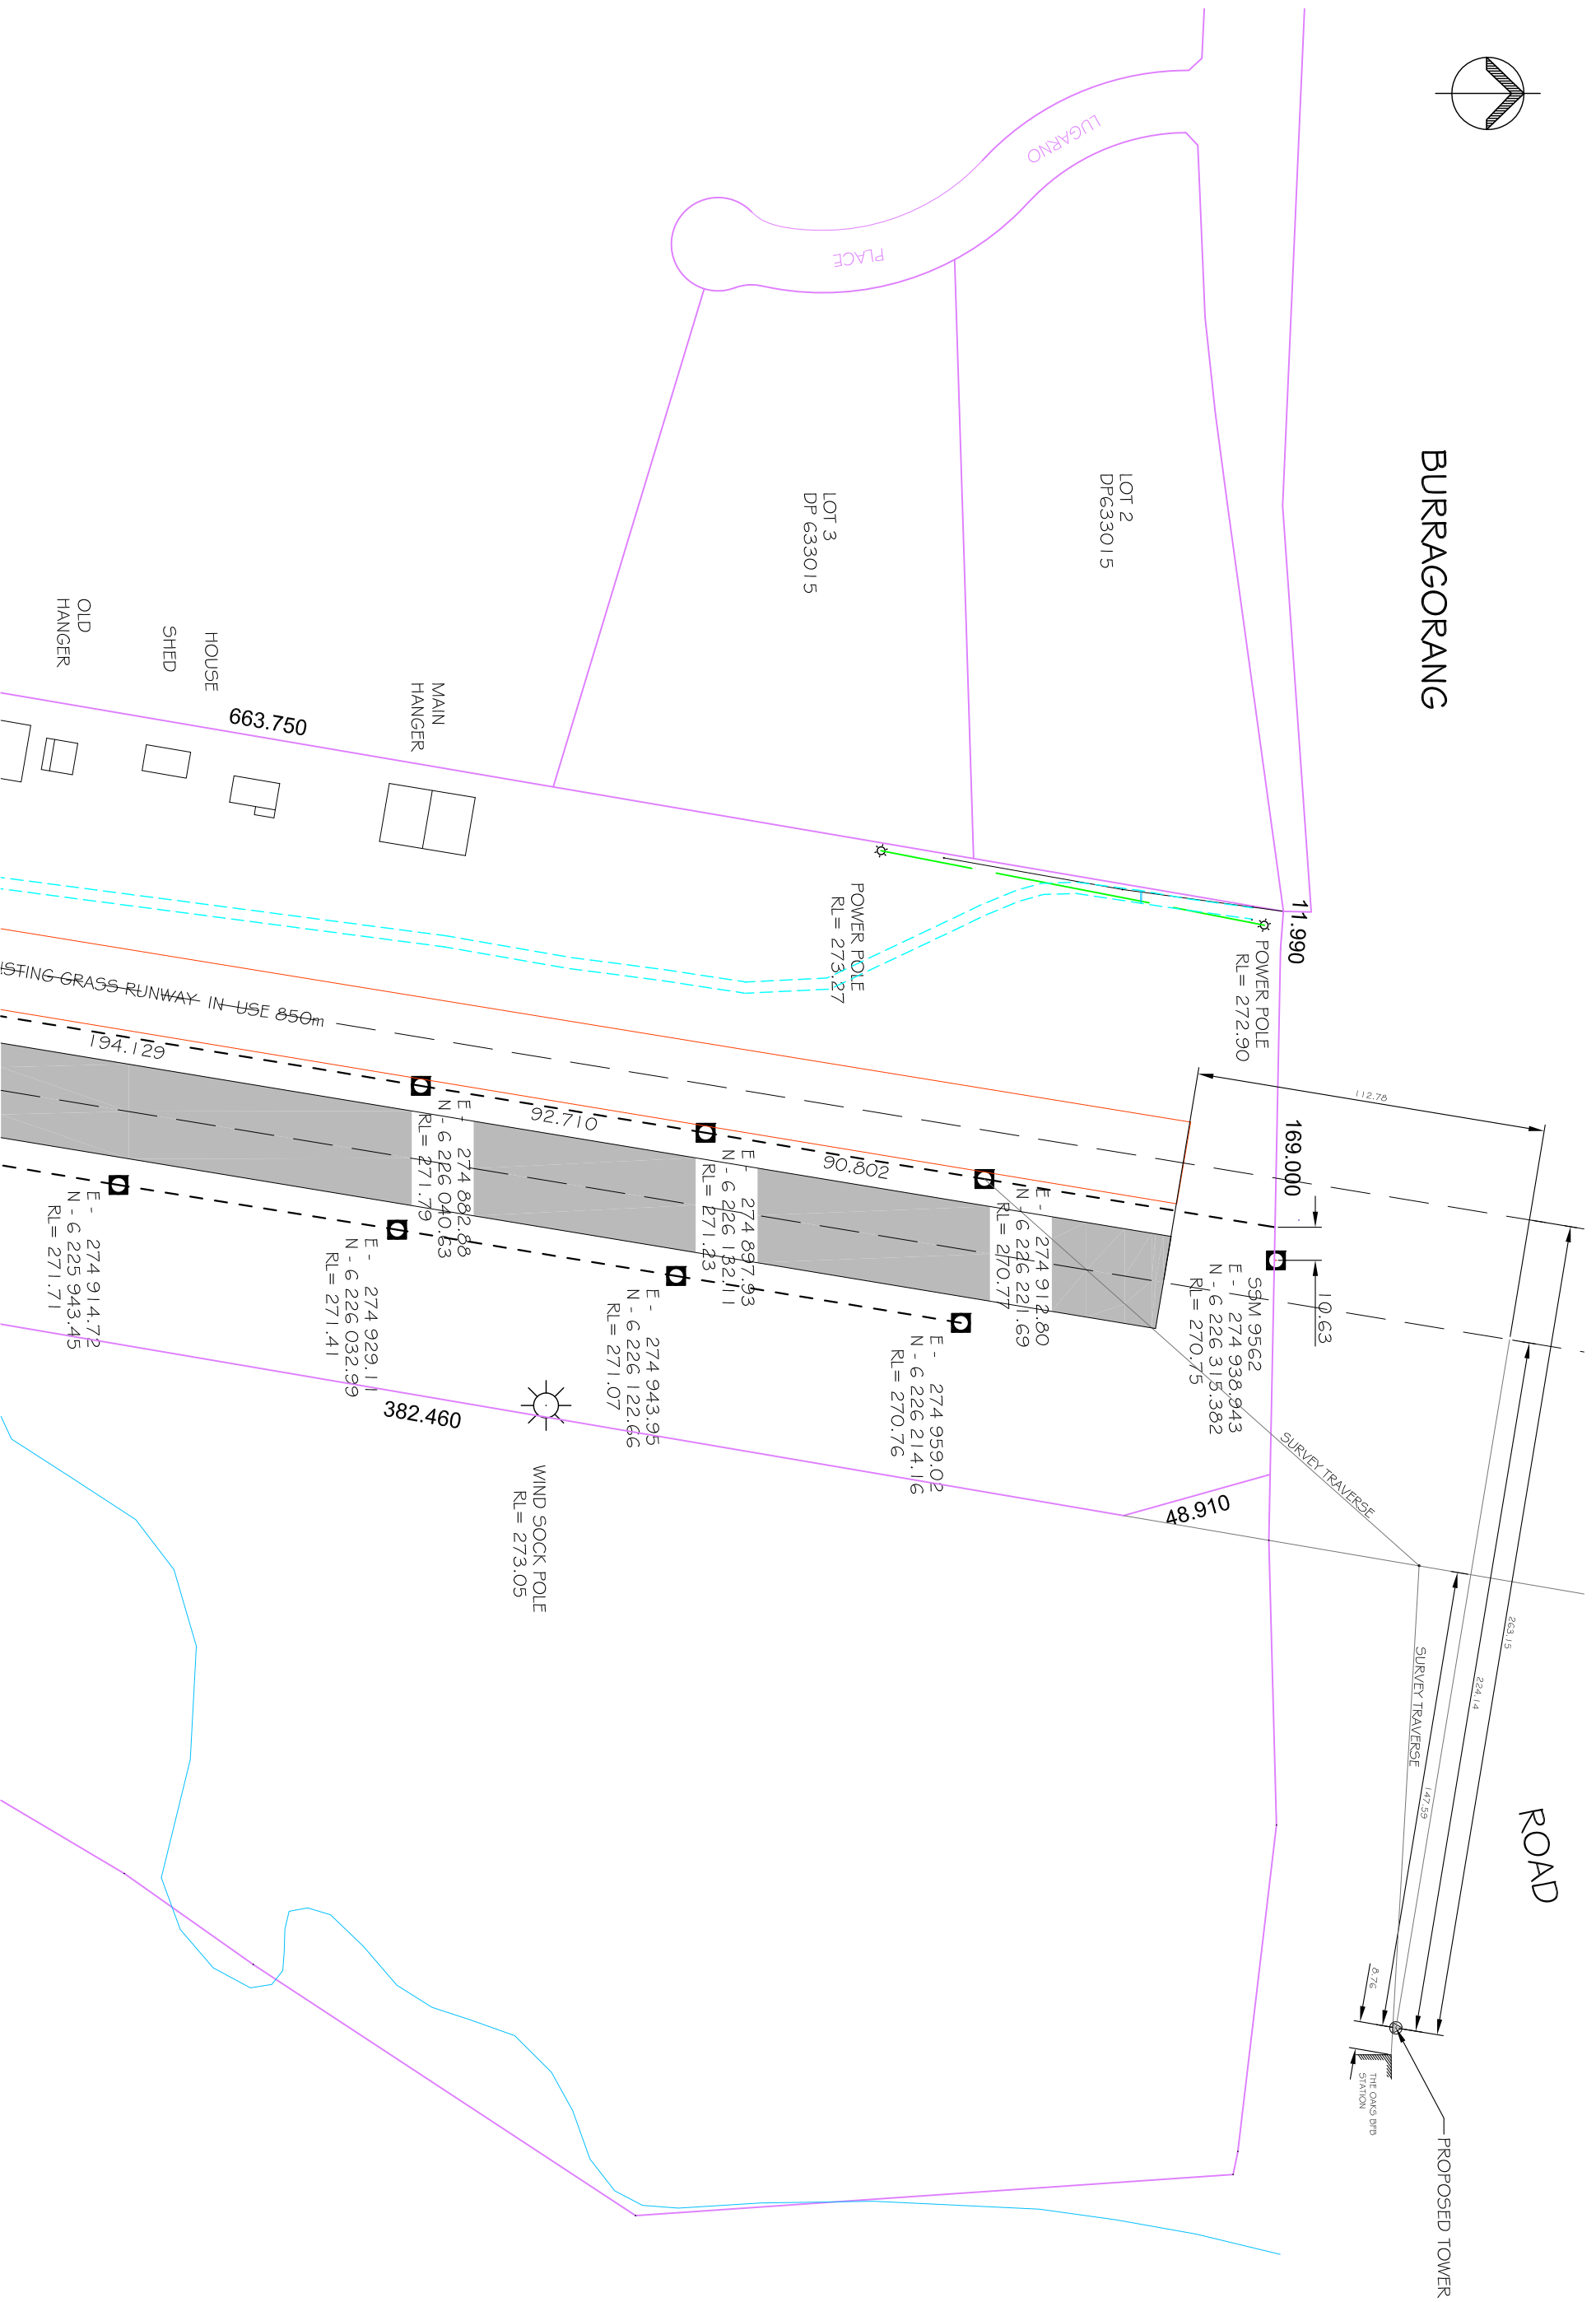 BURRAGORANG
ROAD
LUGARNO
PLACE
LOT 2
DP633015
LOT 3
DP 633015
11.990
169.000
10.63
112.78
263.15
224.14
147.59
8.76
SURVEY TRAVERSE
SURVEY TRAVERSE
THE OAKS BFB
STATION
PROPOSED TOWER
POWER POLE
RL= 272.90
POWER POLE
RL= 273.27
SSM 9562
E - 274 938.943
N - 6 226 315.382
RL= 270.75
E - 274 912.80
N - 6 226 221.69
RL= 270.77
E - 274 959.02
N - 6 226 214.16
RL= 270.76
90.802
E - 274 897.93
N - 6 226 132.11
RL= 271.23
E - 274 943.95
N - 6 226 122.66
RL= 271.07
92.710
E - 274 882.88
N - 6 226 040.63
RL= 271.79
E - 274 929.11
N - 6 226 032.99
RL= 271.41
194.129
E - 274 914.72
N - 6 225 943.45
RL= 271.71
48.910
382.460
WIND SOCK POLE
RL= 273.05
MAIN
HANGER
663.750
HOUSE
SHED
OLD
HANGER
ISTING GRASS RUNWAY IN USE 850m